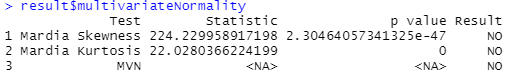 > result$multivariateNormality
Test Statistic p value Result
1 Mardia Skewness 224.229958917198 2.30464057341325e-47 NO
2 Mardia Kurtosis 22.0280366224199 0 NO
3 MVN <NA> <NA> NO